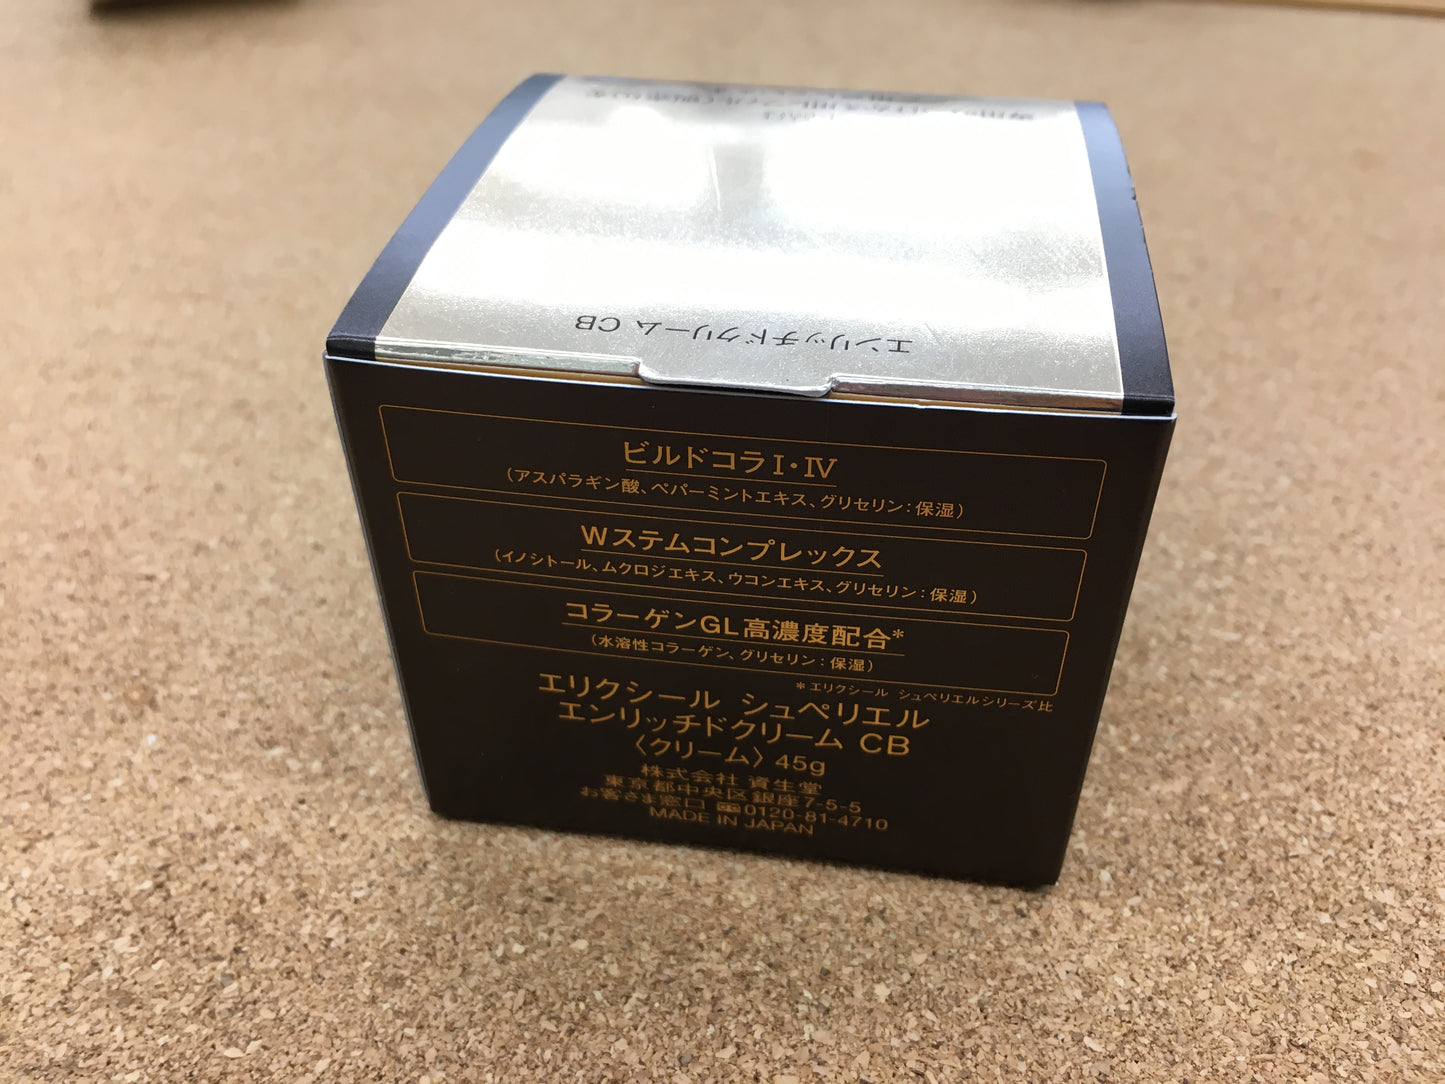 エンリッチドクリーム CB
ビルドコラI・IV
(アスパラギン酸、ペパーミントエキス、グリセリン:保湿)
Wステムコンプレックス
(イノシトール、ムクロジエキス、ウコンエキス、グリセリン:保湿)
コラーゲンGL高濃度配合*
(水溶性コラーゲン、グリセリン:保湿)
*エリクシール シュペリエルシリーズ比
エリクシール シュペリエル
エンリッチドクリーム CB
〈クリーム〉45g
株式会社 資生堂
東京都中央区銀座7-5-5
お客さま窓口 0120-81-4710
MADE IN JAPAN